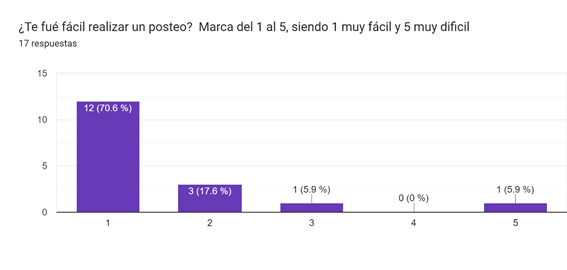 ¿Te fué fácil realizar un posteo?  Marca del 1 al 5, siendo 1 muy fácil y 5 muy dificil
17 respuestas
15
10
5
0
12 (70.6 %)
3 (17.6 %)
1 (5.9 %)
0 (0 %)
1 (5.9 %)
1
2
3
4
5